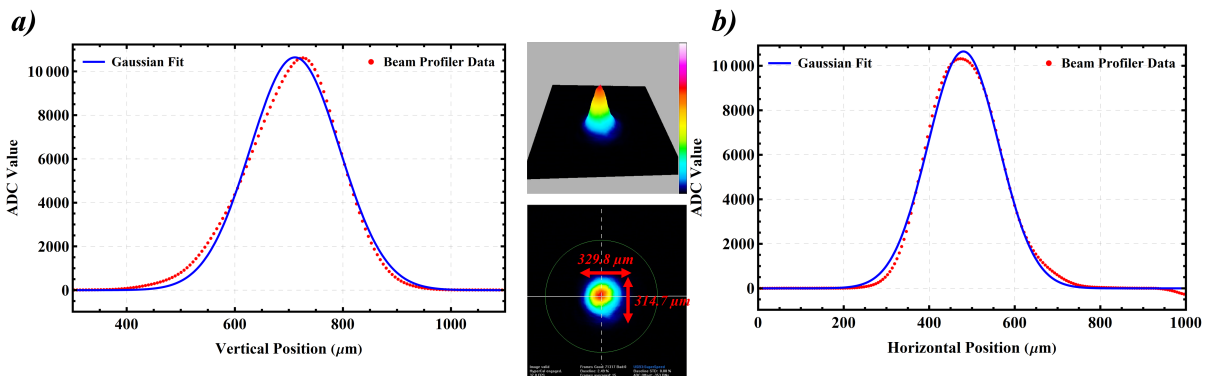 a)
Gaussian Fit
Beam Profiler Data
10 000
8000
6000
4000
2000
0
ADC Value
400
600
800
1000
Vertical Position (μm)
329.8 μm
314.7 μm
b)
Gaussian Fit
Beam Profiler Data
10 000
8000
6000
4000
2000
0
ADC Value
0
200
400
600
800
1000
Horizontal Position (μm)